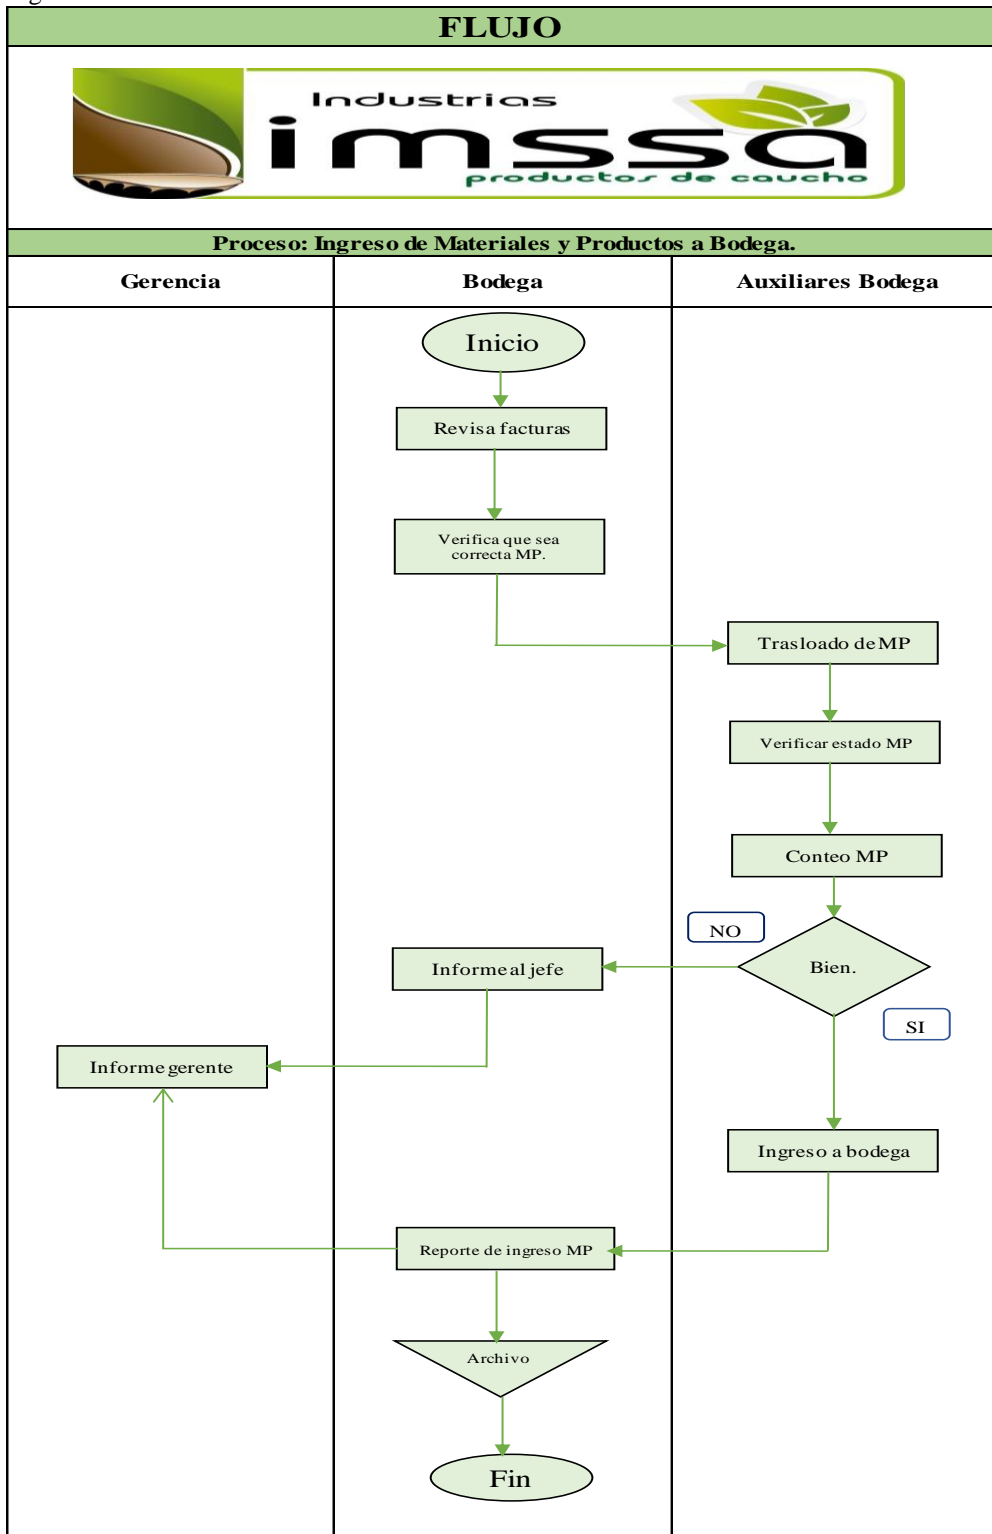 FLUJO
Industrias
imssa
productos de caucho
Proceso: Ingreso de Materiales y Productos a Bodega.
Gerencia
Bodega
Auxiliares Bodega
Inicio
Revisa facturas
Verifica que sea
correcta MP.
Trasloado de MP
Verificar estado MP
Conteo MP
NO
Bien.
Informe al jefe
SI
Informe gerente
Ingreso a bodega
Reporte de ingreso MP
Archivo
Fin